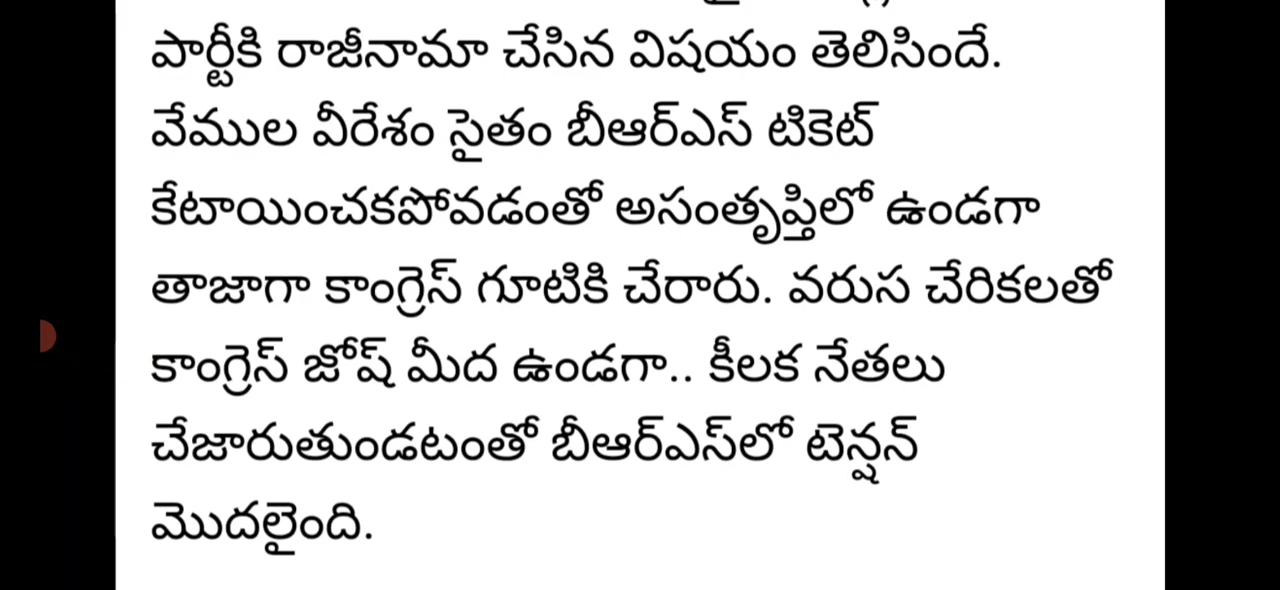 పార్టీకి రాజీనామా చేసిన విషయం తెలిసిందే.
వేముల వీరేశం సైతం బీఆర్ఎస్ టికెట్
కేటాయించకపోవడంతో అసంతృప్తిలో ఉండగా
తాజాగా కాంగ్రెస్ గూటికి చేరారు. వరుస చేరికలతో
కాంగ్రెస్ జోష్ మీద ఉండగా.. కీలక నేతలు
చేజారుతుండటంతో బీఆర్ఎస్‌లో టెన్షన్
మొదలైంది.